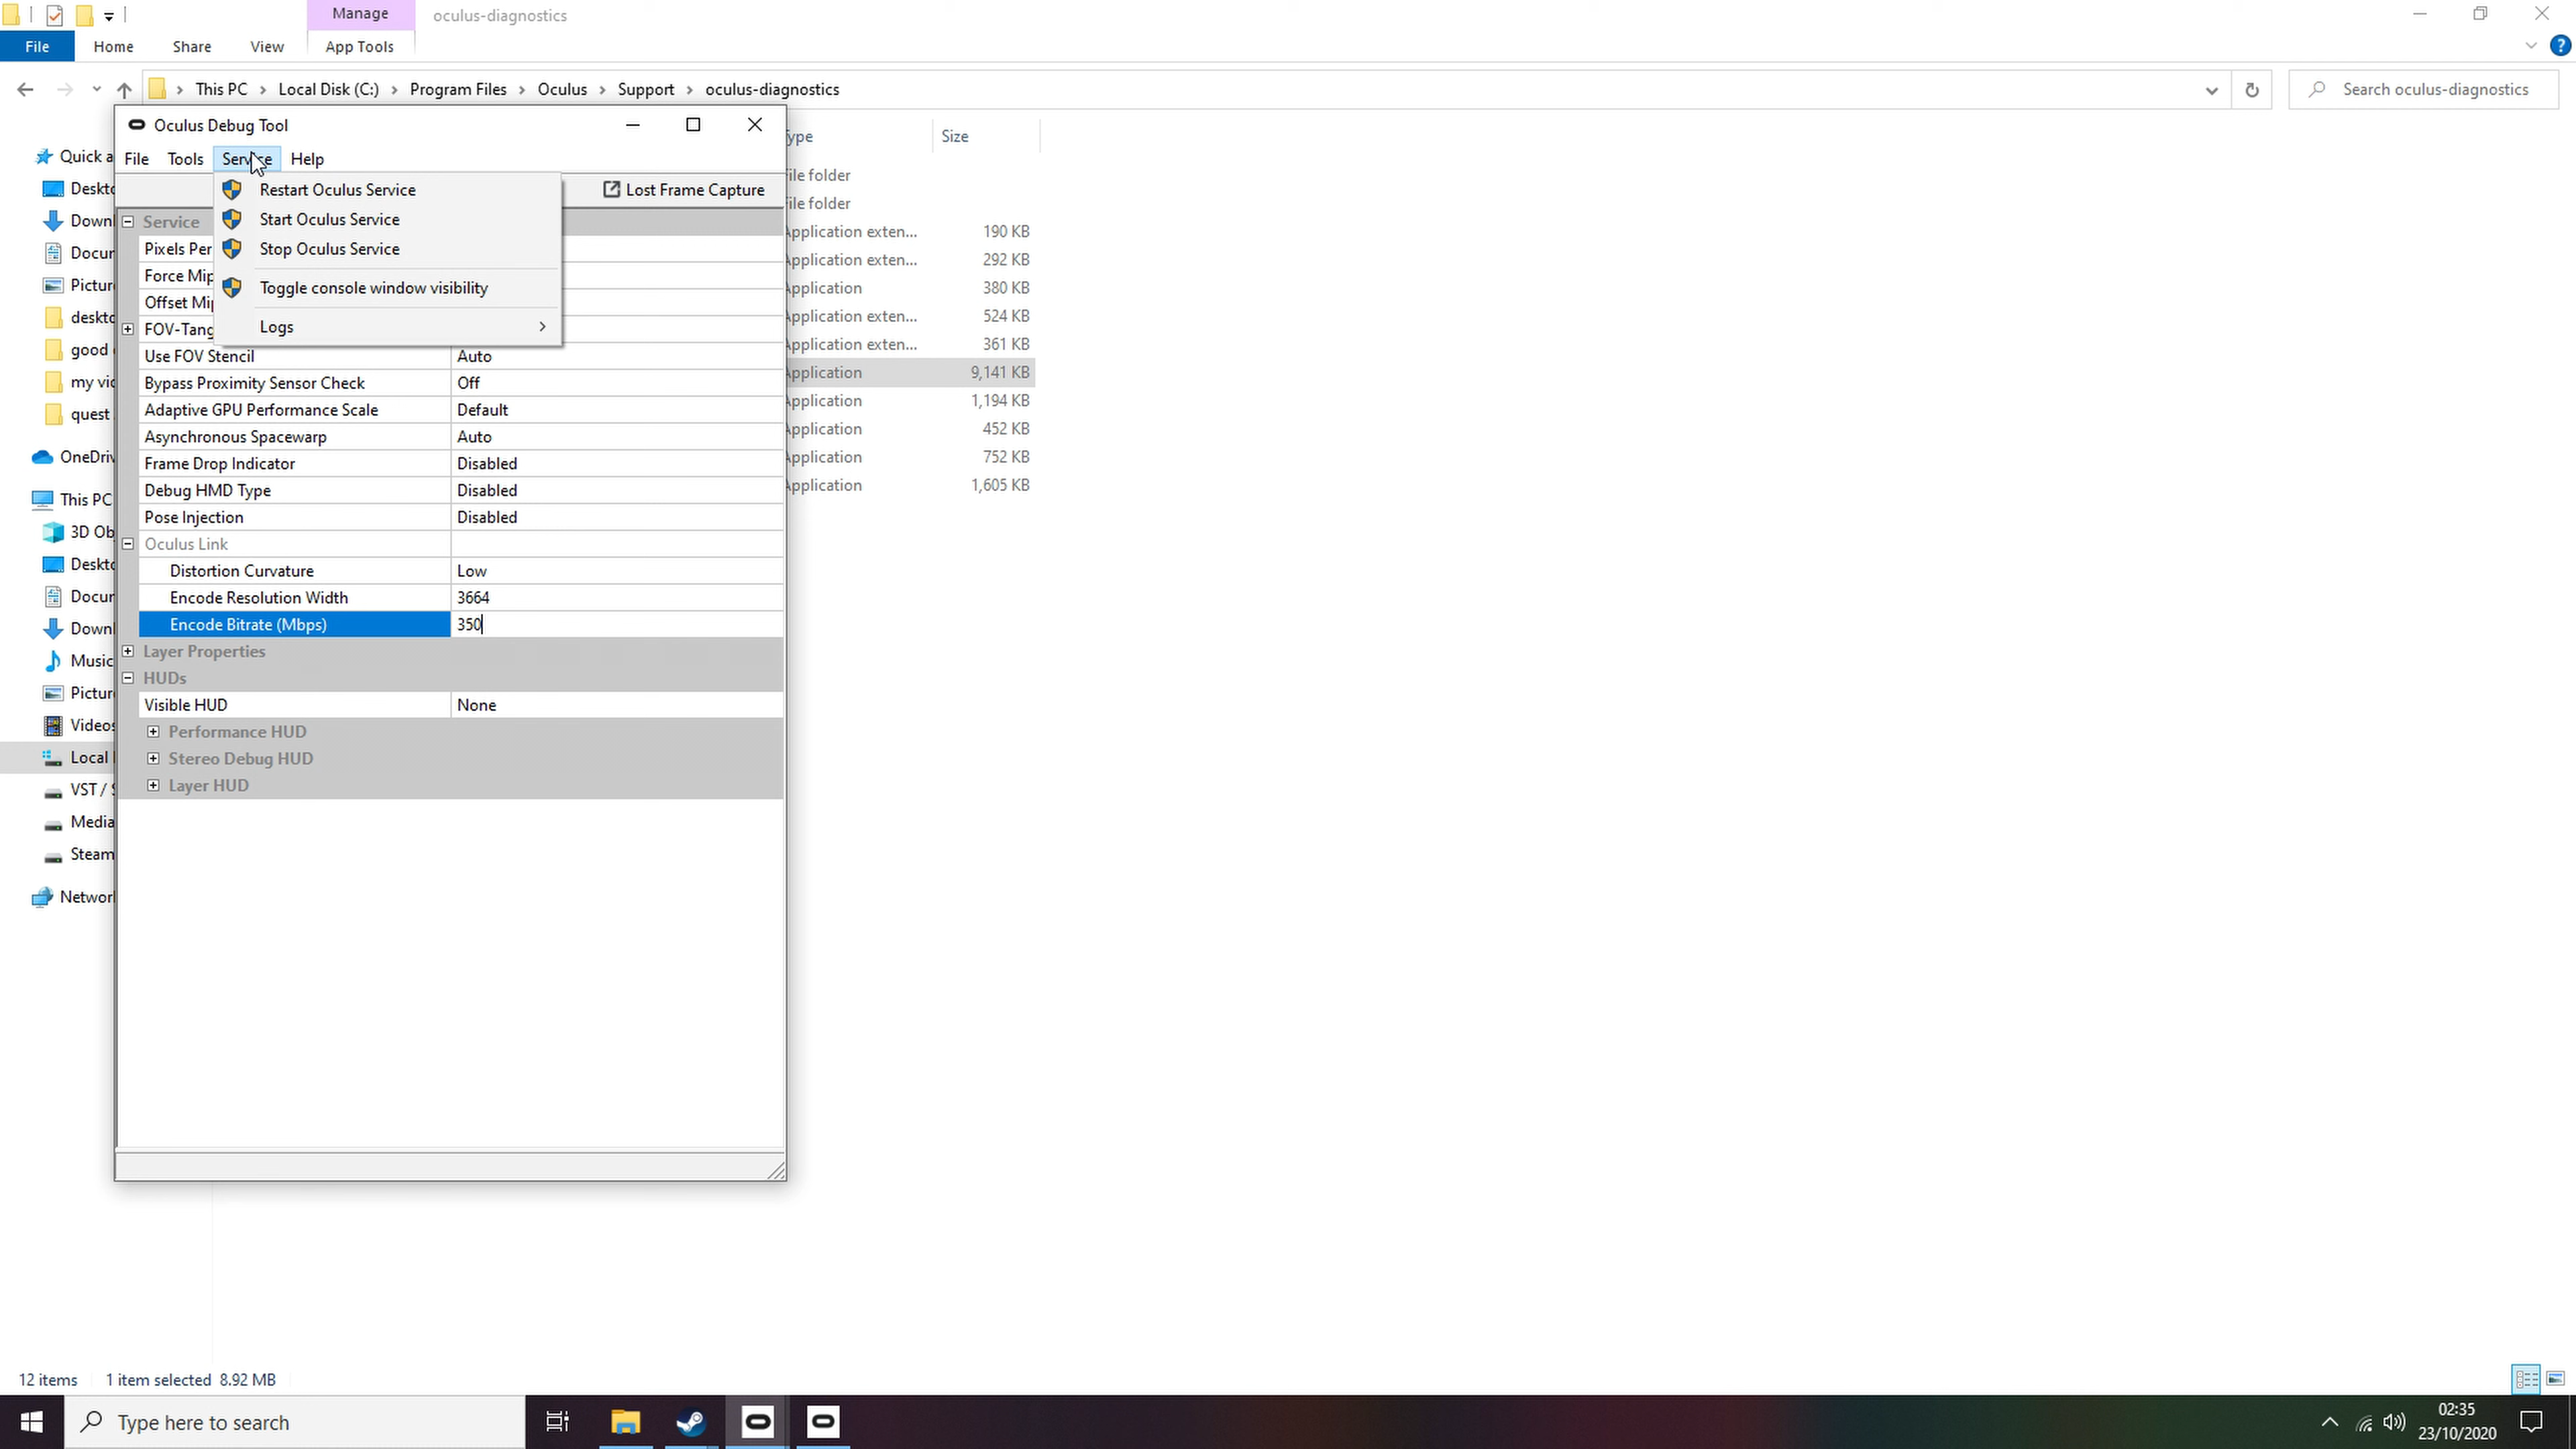 Manage
oculus-diagnostics
File
Home
Share
View
App Tools
This PC
Local Disk (C:)
Program Files
Oculus
Support
oculus-diagnostics
Search oculus-diagnostics
Oculus Debug Tool
File
Tools
Service
Help
Restart Oculus Service
Start Oculus Service
Stop Oculus Service
Toggle console window visibility
Logs
Lost Frame Capture
Service
Pixels Per
Force Mip
Offset Mip
FOV-Tang
Use FOV Stencil Auto
Bypass Proximity Sensor Check Off
Adaptive GPU Performance Scale Default
Asynchronous Spacewarp Auto
Frame Drop Indicator Disabled
Debug HMD Type Disabled
Pose Injection Disabled
Oculus Link
Distortion Curvature Low
Encode Resolution Width 3664
Encode Bitrate (Mbps) 350
Layer Properties
HUDs
Visible HUD None
Performance HUD
Stereo Debug HUD
Layer HUD
Quick a
Deskto
Downl
Docur
Picture
deskto
good
my vid
quest
OneDriv
This PC
3D Ob
Deskto
Docur
Downl
Music
Picture
Videos
Local
VST / S
Media
Steam
Networ
Type Size
File folder
File folder
Application exten... 190 KB
Application exten... 292 KB
Application 380 KB
Application exten... 524 KB
Application exten... 361 KB
Application 9,141 KB
Application 1,194 KB
Application 452 KB
Application 752 KB
Application 1,605 KB
12 items
1 item selected 8.92 MB
Type here to search
02:35
23/10/2020